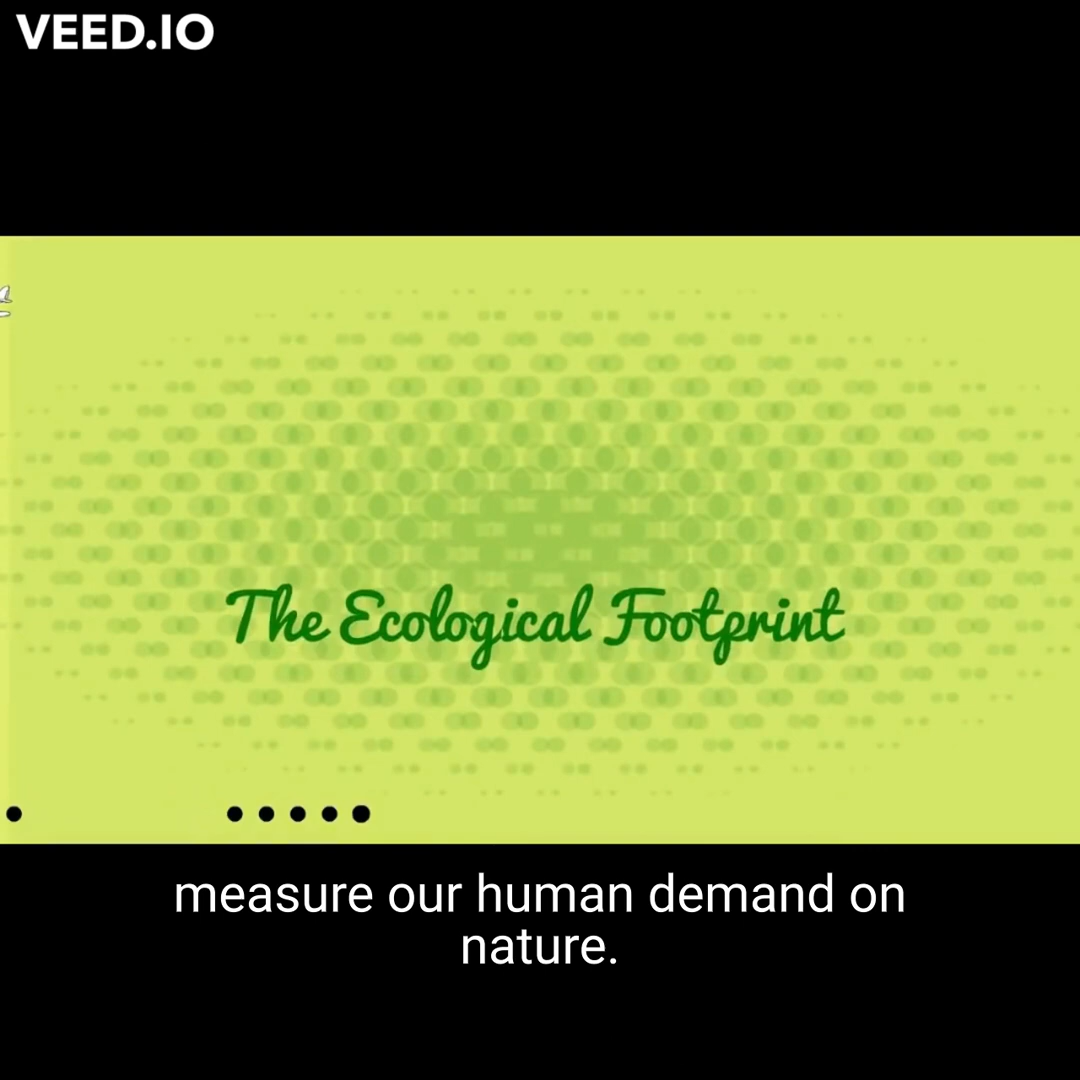 VEED.IO
The Ecological Footprint
measure our human demand on
nature.